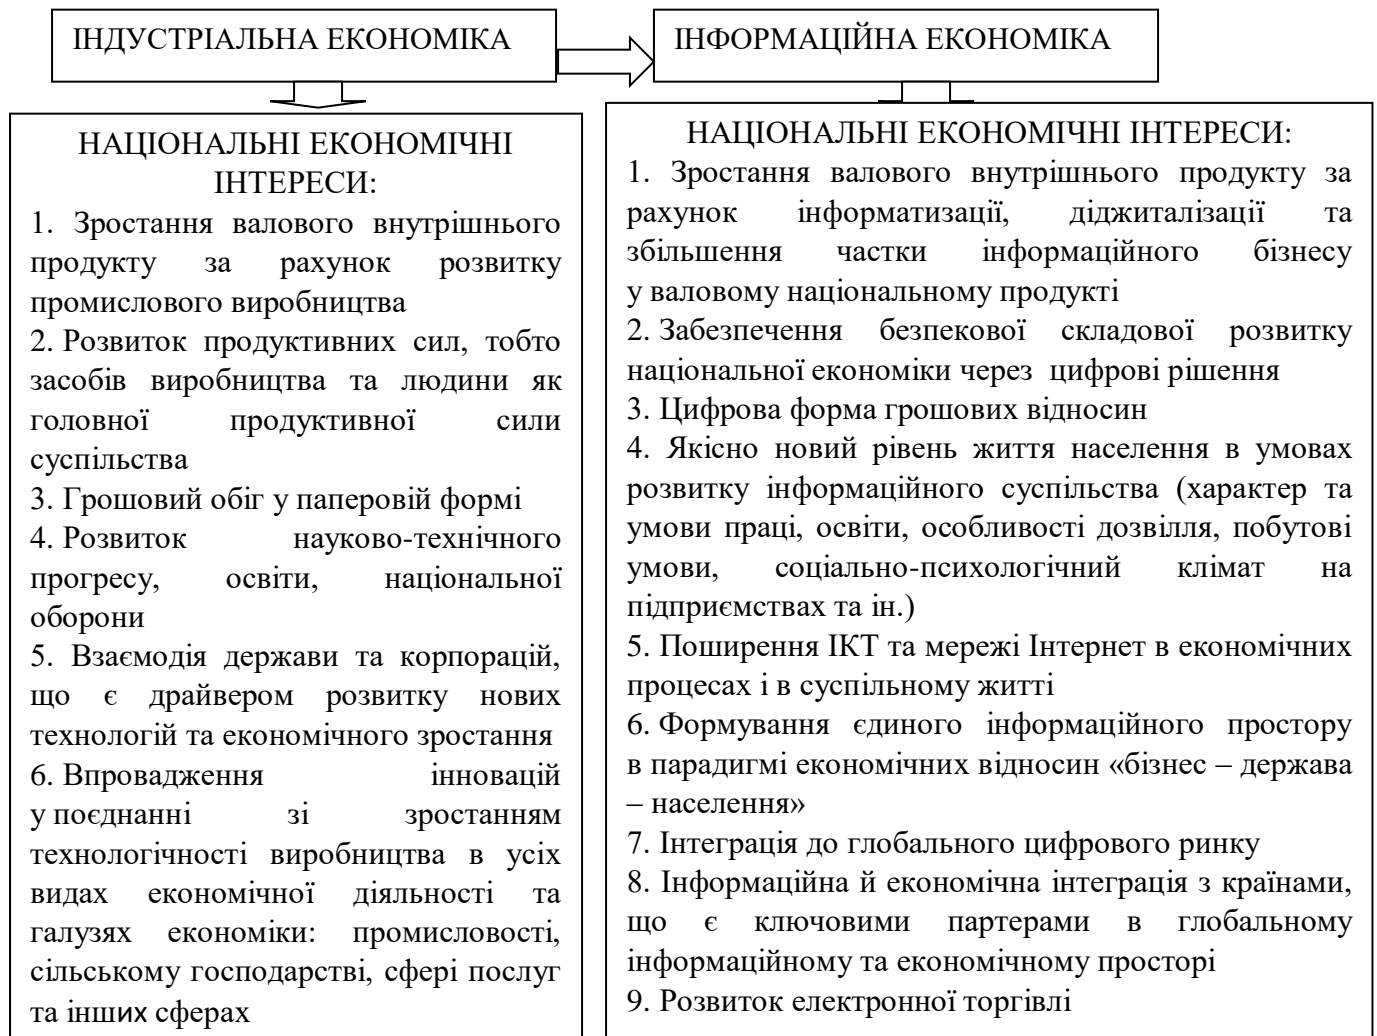 ІНДУСТРІАЛЬНА ЕКОНОМІКА
ІНФОРМАЦІЙНА ЕКОНОМІКА
НАЦІОНАЛЬНІ ЕКОНОМІЧНІ
ІНТЕРЕСИ:
1. Зростання валового внутрішнього
продукту за рахунок розвитку
промислового виробництва
2. Розвиток продуктивних сил, тобто
засобів виробництва та людини як
головної продуктивної сили
суспільства
3. Грошовий обіг у паперовій формі
4. Розвиток науково-технічного
прогресу, освіти, національної
оборони
5. Взаємодія держави та корпорацій,
що є драйвером розвитку нових
технологій та економічного зростання
6. Впровадження інновацій
у поєднанні зі зростанням
технологічності виробництва в усіх
видах економічної діяльності та
галузях економіки: промисловості,
сільському господарстві, сфері послуг
та інших сферах
НАЦІОНАЛЬНІ ЕКОНОМІЧНІ ІНТЕРЕСИ:
1. Зростання валового внутрішнього продукту за
рахунок інформатизації, діджиталізації та
збільшення частки інформаційного бізнесу
у валовому національному продукті
2. Забезпечення безпекової складової розвитку
національної економіки через цифрові рішення
3. Цифрова форма грошових відносин
4. Якісно новий рівень життя населення в умовах
розвитку інформаційного суспільства (характер та
умови праці, освіти, особливості дозвілля, побутові
умови, соціально-психологічний клімат на
підприємствах та ін.)
5. Поширення ІКТ та мережі Інтернет в економічних
процесах і в суспільному житті
6. Формування єдиного інформаційного простору
в парадигмі економічних відносин «бізнес – держава
– населення»
7. Інтеграція до глобального цифрового ринку
8. Інформаційна й економічна інтеграція з країнами,
що є ключовими партерами в глобальному
інформаційному та економічному просторі
9. Розвиток електронної торгівлі